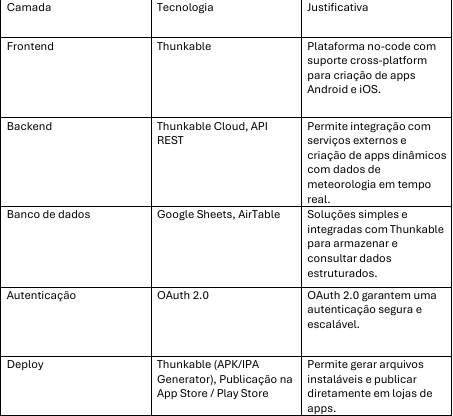 Camada
Tecnologia
Justificativa
Frontend
Thunkable
Plataforma no-code com
suporte cross-platform
para criação de apps
Android e iOS.
Backend
Thunkable Cloud, API
REST
Permite integração com
serviços externos e
criação de apps dinâmicos
com dados de
meteorologia em tempo
real.
Banco de dados
Google Sheets, AirTable
Soluções simples e
integradas com Thunkable
para armazenar e
consultar dados
estruturados.
Autenticação
OAuth 2.0
OAuth 2.0 garantem uma
autenticação segura e
escalável.
Deploy
Thunkable (APK/IPA
Generator), Publicação na
App Store / Play Store
Permite gerar arquivos
instaláveis e publicar
diretamente em lojas de
apps.